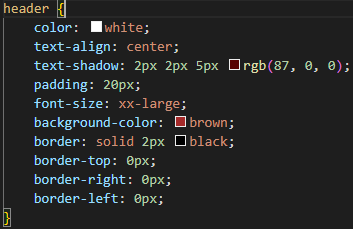 header {
color: white;
text-align: center;
text-shadow: 2px 2px 5px rgb(87, 0, 0);
padding: 20px;
font-size: xx-large;
background-color: brown;
border: solid 2px black;
border-top: 0px;
border-right: 0px;
border-left: 0px;
}